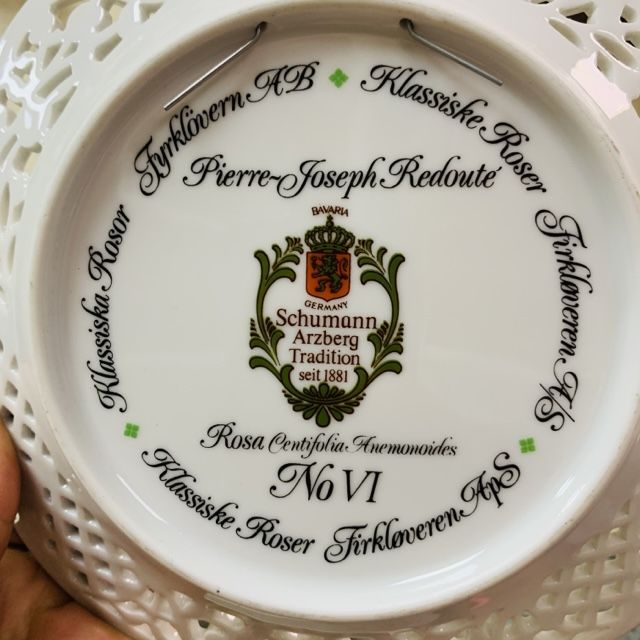 Klassiska Rosor Fyrklövern AB
Klassiske Roser Firkløveren A/S
Klassiske Roser Firkløveren ApS
Pierre-Joseph Redouté
BAVARIA
GERMANY
Schumann
Arzberg
Tradition
seit 1881
Rosa Centifolia Anemonoides
No VI